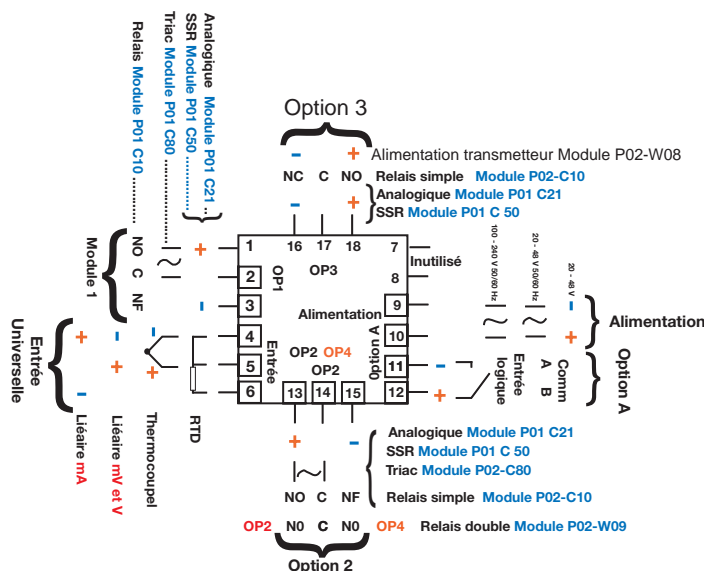 Relais Module P01 C10
Triac Module P01 C80
SSR Module P01 C50
Analogique Module P01 C21
Option 3
- +
Alimentation transmetteur Module P02-W08
NC C NO
Relais simple Module P02-C10
- +
Analogique Module P01 C21
SSR Module P01 C 50
Module 1
NO
C
NF
+
-
1
2
3
4
5
6
16 17 18
OP1
OP3
7
8
9
10
11
12
Inutilisé
Alimentation
Option A
Entrée
OP2 OP4
OP2
13 14 15
100 - 240 V 50/60 Hz
20 - 48 V 50/60 Hz
20 - 48 V
-
+
Alimentation
-
+
Entrée
logique
Comm
A B
Option A
Entrée
Universelle
+
-
-
+
-
+
Liéaire mA
Liéaire mV et V
Thermocoupel
RTD
+ -
Analogique Module P01 C21
SSR Module P01 C 50
Triac Module P02-C80
NO C NF
Relais simple Module P02-C10
OP2 N0 C N0 OP4
Relais double Module P02-W09
Option 2